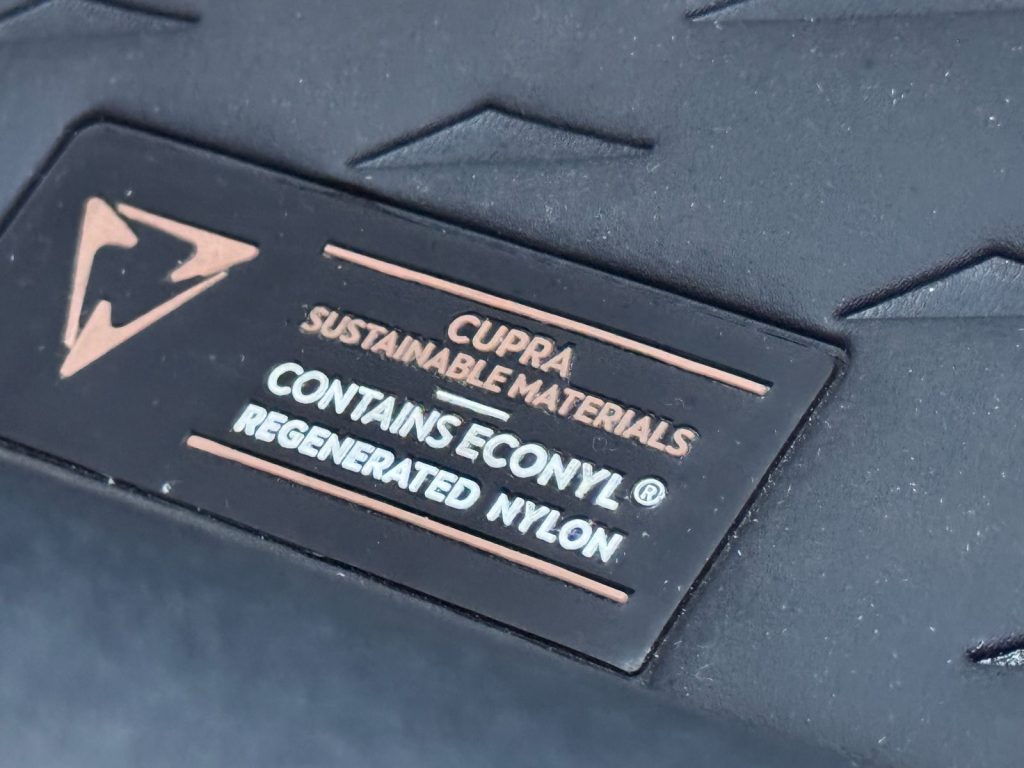 CUPRA
SUSTAINABLE MATERIALS
CONTAINS ECONYL®
REGENERATED NYLON